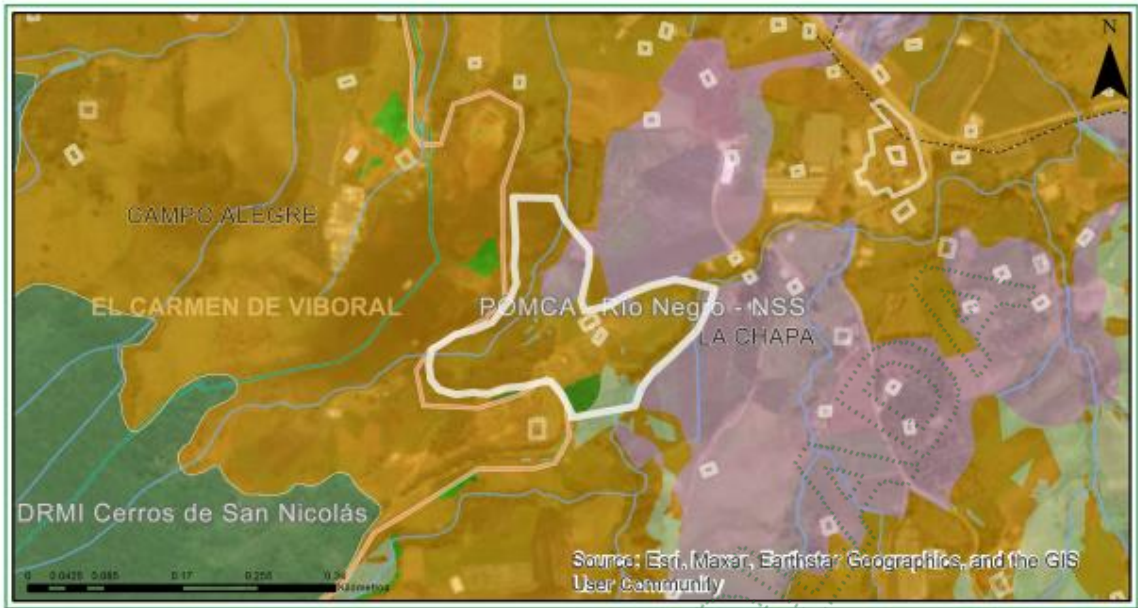 N
CAMPO ALEGRE
EL CARMEN DE VIBORAL
POMCA Río Negro - NSS
LA CHAPA
DRMI Cerros de San Nicolás
Source: Esri, Maxar, Earthstar Geographics, and the GIS
User Community
0 0.0425 0.085 0.17 0.255 0.34
Kilometros